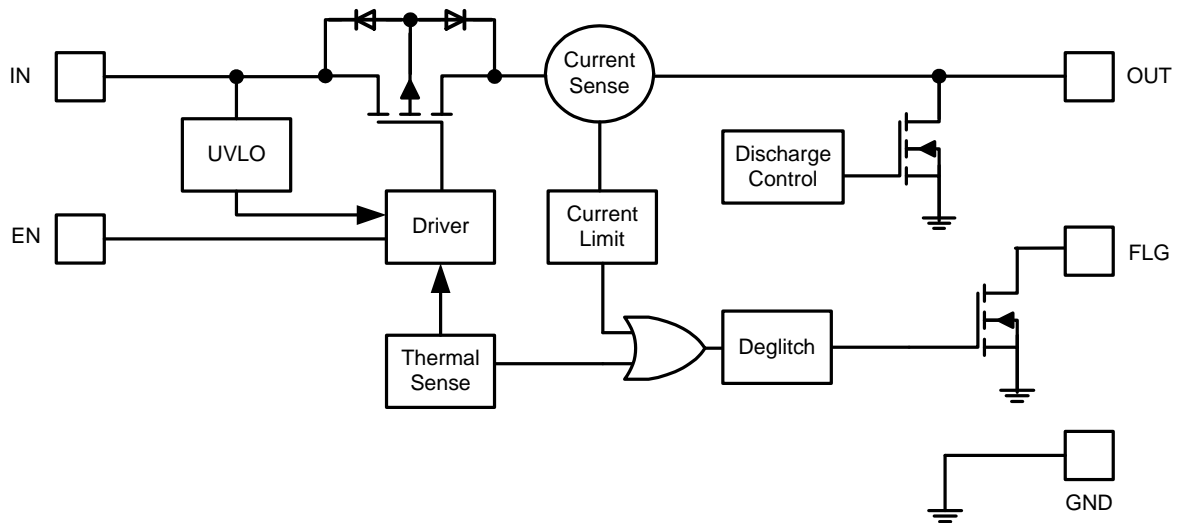 IN
Current
Sense
OUT
UVLO
Discharge
Control
EN
Driver
Current
Limit
FLG
Thermal
Sense
Deglitch
GND